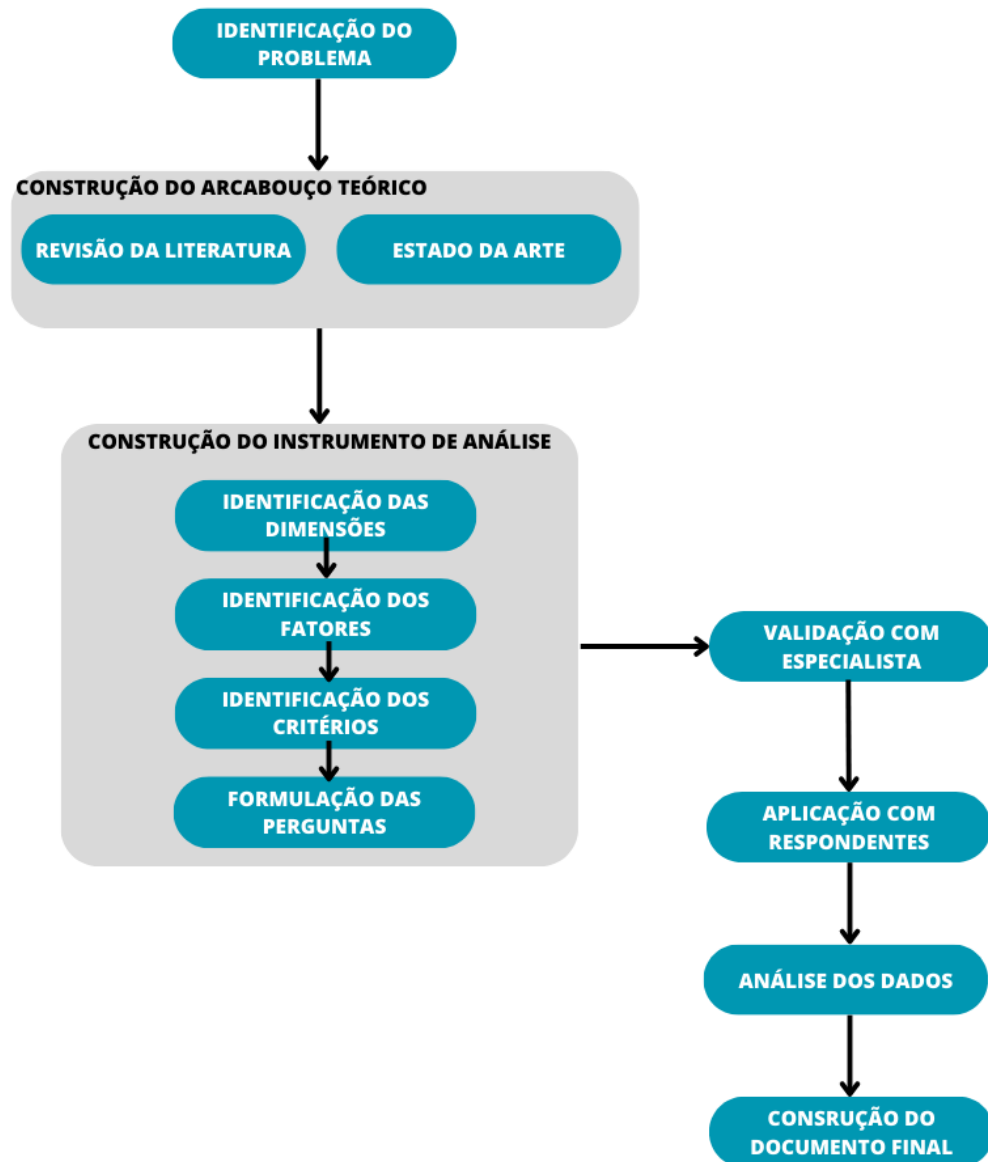 IDENTIFICAÇÃO DO
PROBLEMA
CONSTRUÇÃO DO ARCABOUÇO TEÓRICO
REVISÃO DA LITERATURA
ESTADO DA ARTE
CONSTRUÇÃO DO INSTRUMENTO DE ANÁLISE
IDENTIFICAÇÃO DAS
DIMENSÕES
IDENTIFICAÇÃO DOS
FATORES
IDENTIFICAÇÃO DOS
CRITÉRIOS
FORMULAÇÃO DAS
PERGUNTAS
VALIDAÇÃO COM
ESPECIALISTA
APLICAÇÃO COM
RESPONDENTES
ANÁLISE DOS DADOS
CONSRUÇÃO DO
DOCUMENTO FINAL